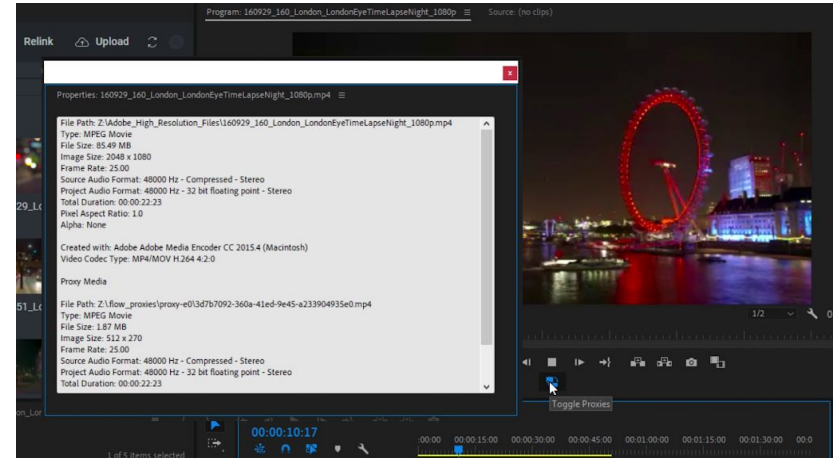 Program: 160929_160_London_LondonEyeTimeLapseNight_1080p
Source: (no clips)
Relink
Upload
Properties: 160929_160_London_LondonEyeTimeLapseNight_1080p.mp4
File Path: Z:\Adobe_High_Resolution_Files\160929_160_London_LondonEyeTimeLapseNight_1080p.mp4
Type: MPEG Movie
File Size: 85.49 MB
Image Size: 2048 x 1080
Frame Rate: 25.00
Source Audio Format: 48000 Hz - Compressed - Stereo
Project Audio Format: 48000 Hz - 32 bit floating point - Stereo
Total Duration: 00:00:22:23
Pixel Aspect Ratio: 1.0
Alpha: None
Created with: Adobe Adobe Media Encoder CC 2015.4 (Macintosh)
Video Codec Type: MP4/MOV H.264 4:2:0
Proxy Media
File Path: Z:\.flow_proxies\proxy-e0\3d7b7092-360a-41ed-9e45-a233904935e0.mp4
Type: MPEG Movie
File Size: 1.87 MB
Image Size: 512 x 270
Frame Rate: 25.00
Source Audio Format: 48000 Hz - Compressed - Stereo
Project Audio Format: 48000 Hz - 32 bit floating point - Stereo
Total Duration: 00:00:22:23
29_Lo
51_Lo
on_Lor
1/2
0
Toggle Proxies
00:00:10:17
:00:00 00:00:15:00 00:00:30:00 00:00:45:00 00:01:00:00 00:01:15:00 00:01:30:00 00:0
1 of 5 items selected